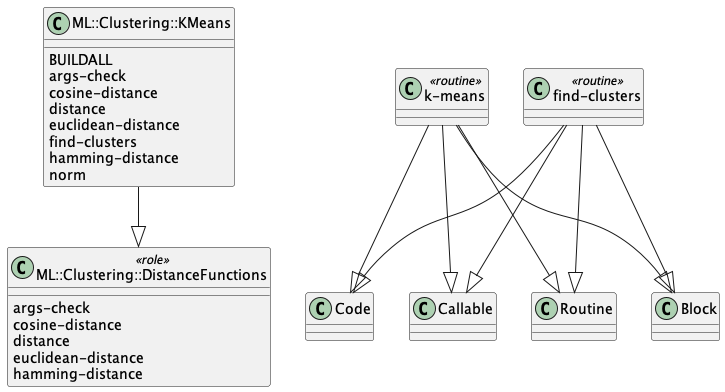 C ML::Clustering::KMeans
BUILDALL
args-check
cosine-distance
distance
euclidean-distance
find-clusters
hamming-distance
norm
«role»
C ML::Clustering::DistanceFunctions
args-check
cosine-distance
distance
euclidean-distance
hamming-distance
«routine»
C k-means
«routine»
C find-clusters
C Code
C Callable
C Routine
C Block